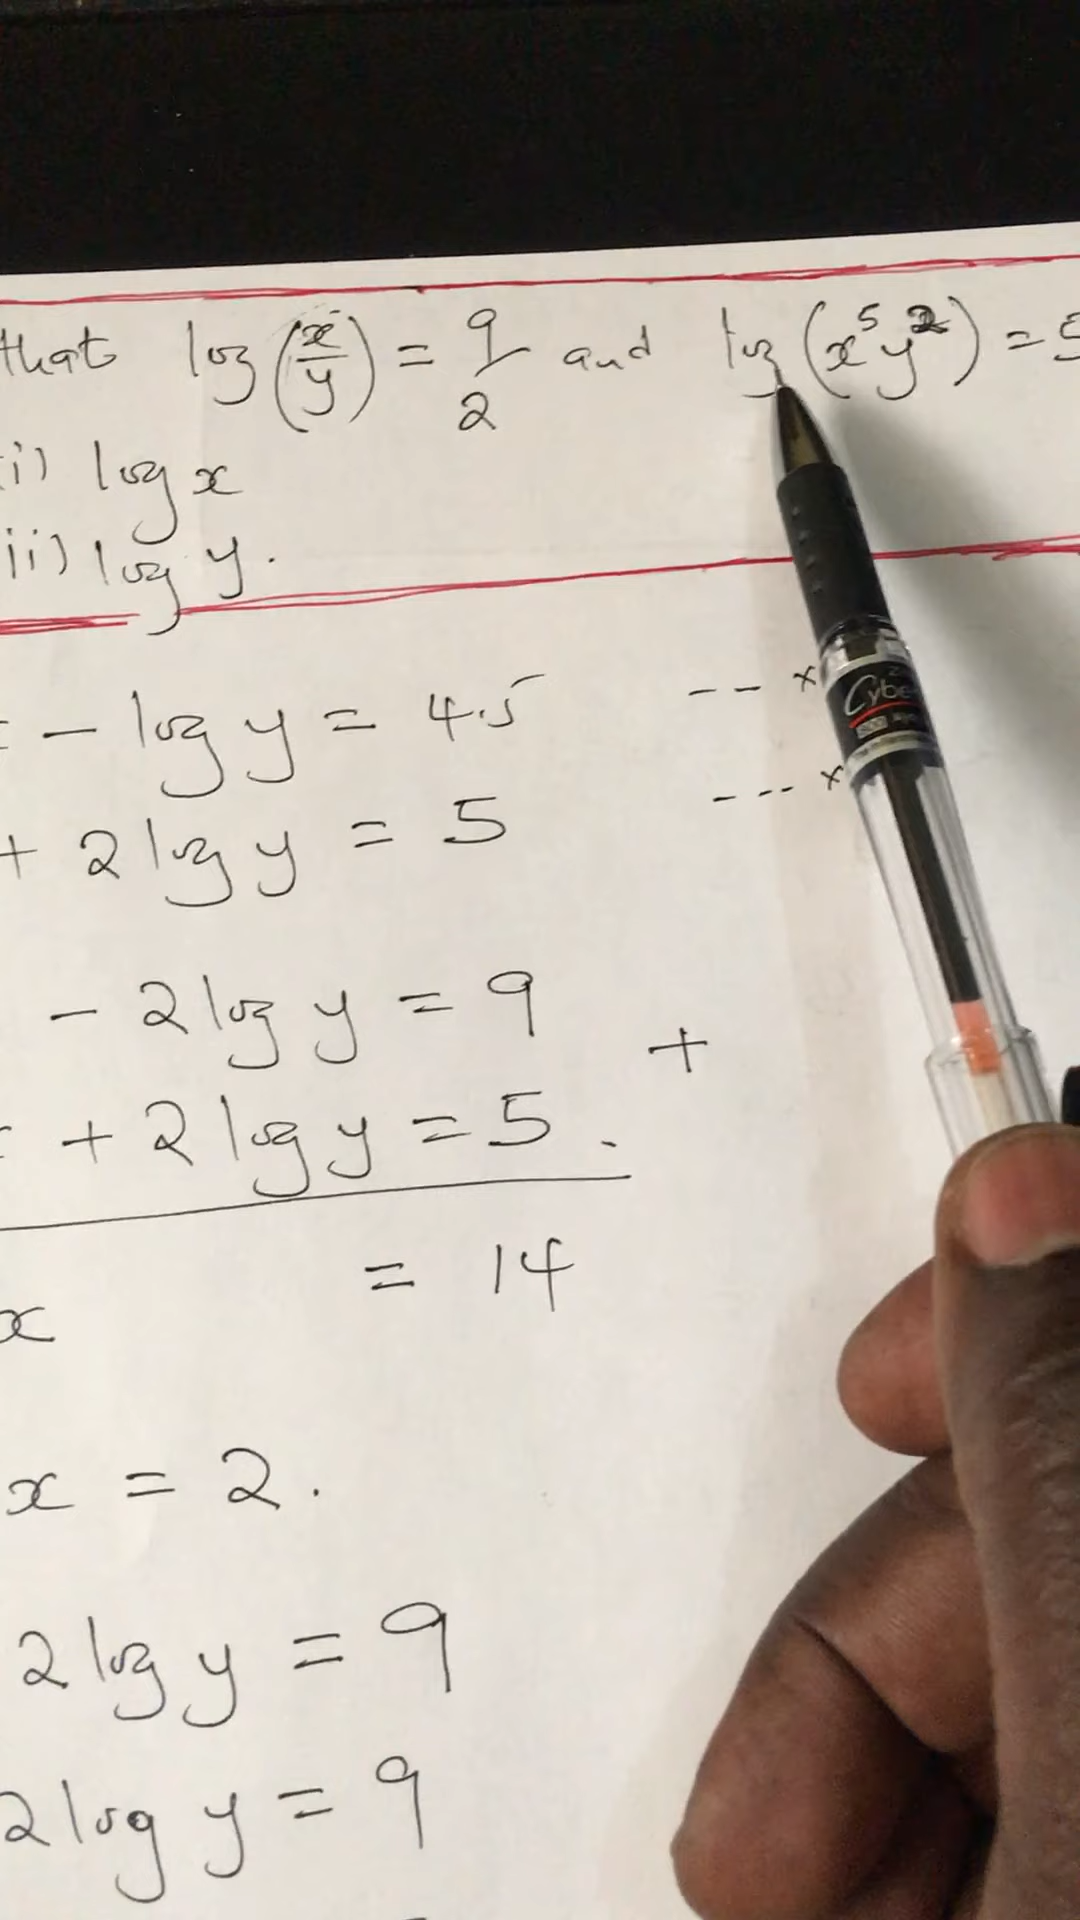 that log(x/y) = 9/2 and log(x⁵y²) = 5
i) log x
ii) log y.
- log y = 4.5 -- x
+ 2 log y = 5 --- x
- 2 log y = 9
+ 2 log y = 5. +
x = 14
x = 2.
2 log y = 9
2 log y = 9
Cybe